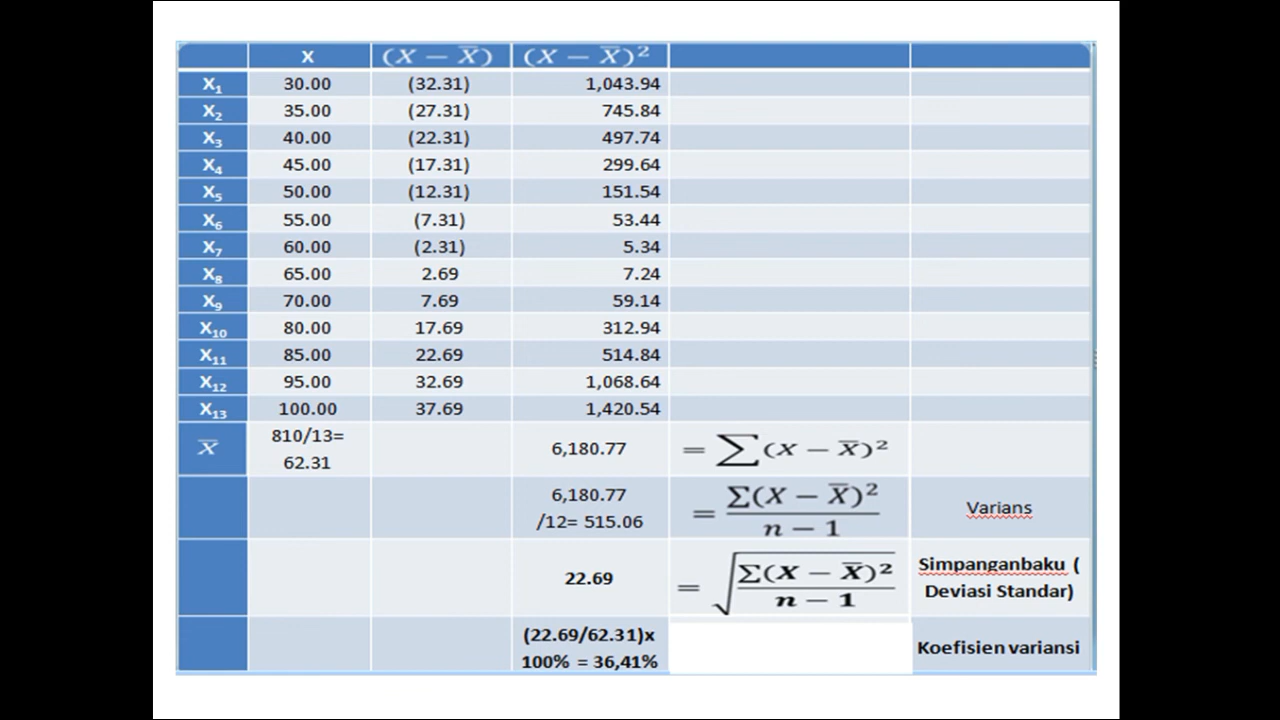 X (X − X̄) (X − X̄)²
X₁ 30.00 (32.31) 1,043.94
X₂ 35.00 (27.31) 745.84
X₃ 40.00 (22.31) 497.74
X₄ 45.00 (17.31) 299.64
X₅ 50.00 (12.31) 151.54
X₆ 55.00 (7.31) 53.44
X₇ 60.00 (2.31) 5.34
X₈ 65.00 2.69 7.24
X₉ 70.00 7.69 59.14
X₁₀ 80.00 17.69 312.94
X₁₁ 85.00 22.69 514.84
X₁₂ 95.00 32.69 1,068.64
X₁₃ 100.00 37.69 1,420.54
X̄ 810/13=
62.31
6,180.77 = ∑(X − X̄)²
6,180.77
/12= 515.06
= Σ(X − X̄)²
n − 1
Varians
22.69
= √ Σ(X − X̄)²
n − 1
Simpanganbaku (
Deviasi Standar)
(22.69/62.31)x
100% = 36,41%
Koefisien variansi